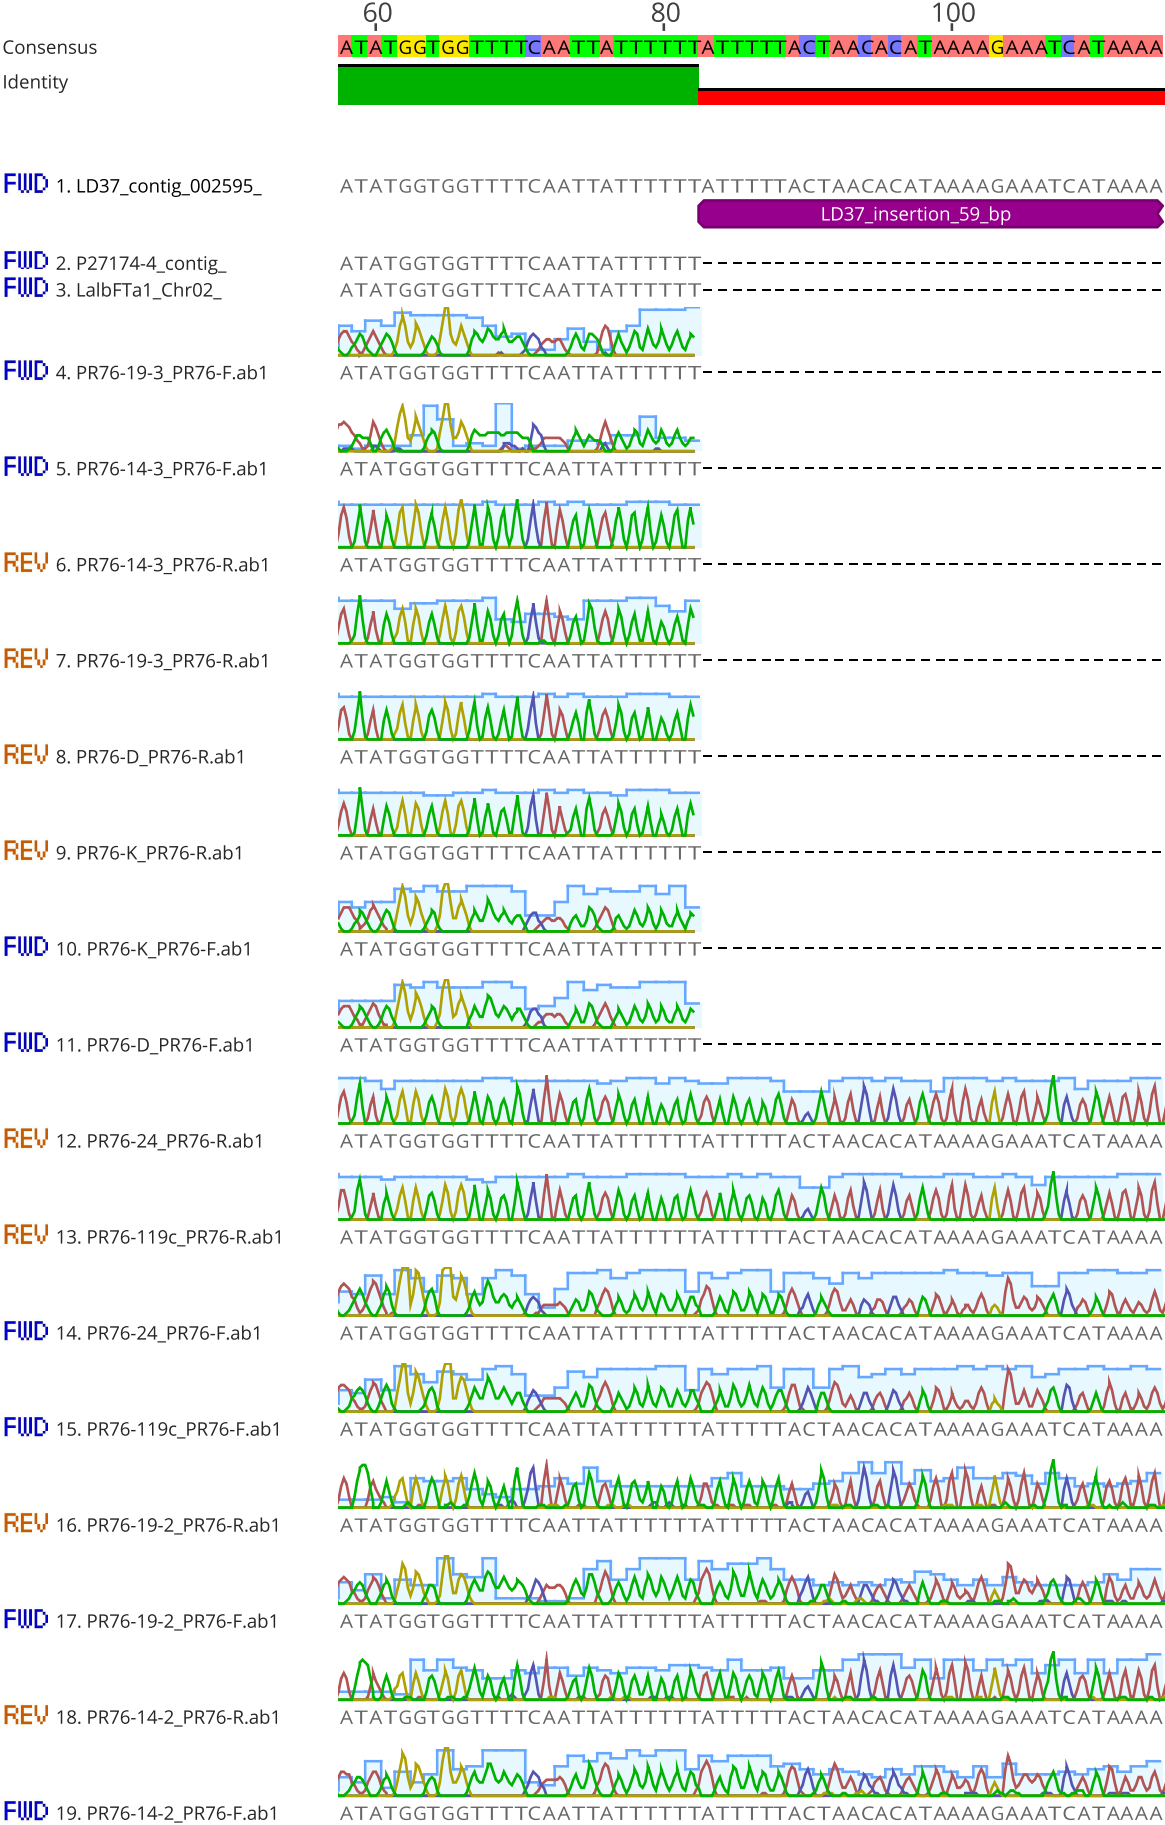 60 80 100
Consensus ATATGGTGGTTTTCAATTATTTTTTATTTTTACTAACACATAAAAGAAATCATAAAA
Identity
FWD 1. LD37_contig_002595_ ATATGGTGGTTTTCAATTATTTTTTATTTTTACTAACACATAAAAGAAATCATAAAA
LD37_insertion_59_bp
FWD 2. P27174-4_contig_ ATATGGTGGTTTTCAATTATTTTTT--------------------------------
FWD 3. LalbFTa1_Chr02_ ATATGGTGGTTTTCAATTATTTTTT--------------------------------
FWD 4. PR76-19-3_PR76-F.ab1 ATATGGTGGTTTTCAATTATTTTTT--------------------------------
FWD 5. PR76-14-3_PR76-F.ab1 ATATGGTGGTTTTCAATTATTTTTT--------------------------------
REV 6. PR76-14-3_PR76-R.ab1 ATATGGTGGTTTTCAATTATTTTTT--------------------------------
REV 7. PR76-19-3_PR76-R.ab1 ATATGGTGGTTTTCAATTATTTTTT--------------------------------
REV 8. PR76-D_PR76-R.ab1 ATATGGTGGTTTTCAATTATTTTTT--------------------------------
REV 9. PR76-K_PR76-R.ab1 ATATGGTGGTTTTCAATTATTTTTT--------------------------------
FWD 10. PR76-K_PR76-F.ab1 ATATGGTGGTTTTCAATTATTTTTT--------------------------------
FWD 11. PR76-D_PR76-F.ab1 ATATGGTGGTTTTCAATTATTTTTT--------------------------------
REV 12. PR76-24_PR76-R.ab1 ATATGGTGGTTTTCAATTATTTTTTATTTTTACTAACACATAAAAGAAATCATAAAA
REV 13. PR76-119c_PR76-R.ab1 ATATGGTGGTTTTCAATTATTTTTTATTTTTACTAACACATAAAAGAAATCATAAAA
FWD 14. PR76-24_PR76-F.ab1 ATATGGTGGTTTTCAATTATTTTTTATTTTTACTAACACATAAAAGAAATCATAAAA
FWD 15. PR76-119c_PR76-F.ab1 ATATGGTGGTTTTCAATTATTTTTTATTTTTACTAACACATAAAAGAAATCATAAAA
REV 16. PR76-19-2_PR76-R.ab1 ATATGGTGGTTTTCAATTATTTTTTATTTTTACTAACACATAAAAGAAATCATAAAA
FWD 17. PR76-19-2_PR76-F.ab1 ATATGGTGGTTTTCAATTATTTTTTATTTTTACTAACACATAAAAGAAATCATAAAA
REV 18. PR76-14-2_PR76-R.ab1 ATATGGTGGTTTTCAATTATTTTTTATTTTTACTAACACATAAAAGAAATCATAAAA
FWD 19. PR76-14-2_PR76-F.ab1 ATATGGTGGTTTTCAATTATTTTTTATTTTTACTAACACATAAAAGAAATCATAAAA